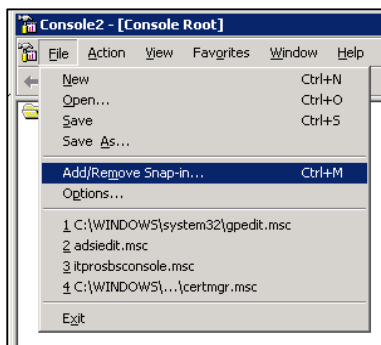 Console2 - [Console Root]
File Action View Favorites Window Help
New Ctrl+N
Open... Ctrl+O
Save Ctrl+S
Save As...
Add/Remove Snap-in... Ctrl+M
Options...
1 C:\WINDOWS\system32\gpedit.msc
2 adsiedit.msc
3 itprosbsconsole.msc
4 C:\WINDOWS\...\certmgr.msc
Exit